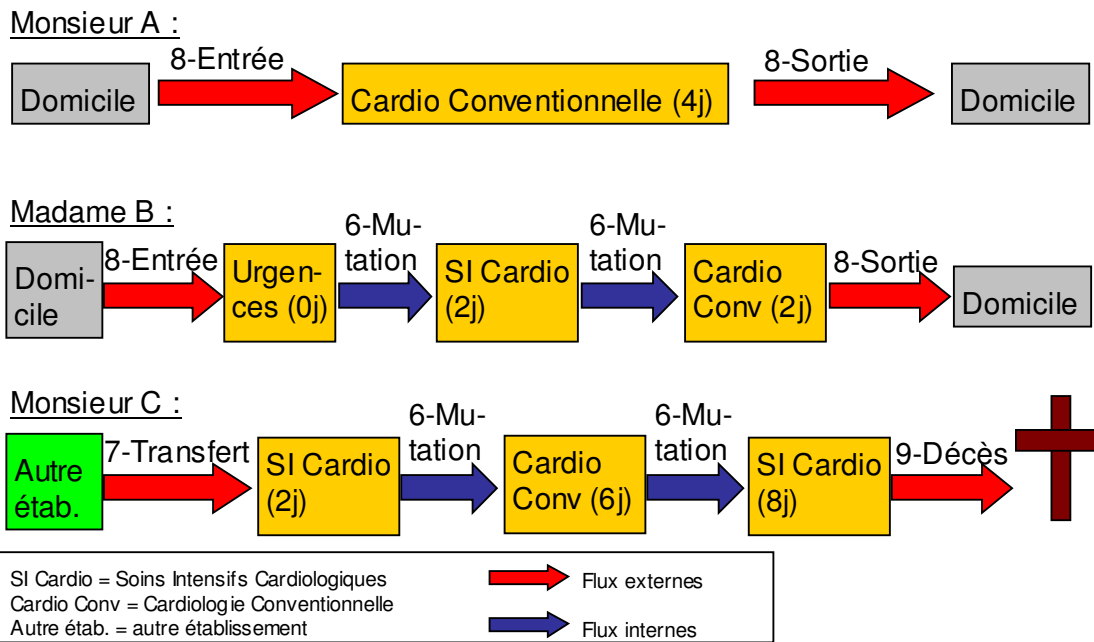 Monsieur A :
8-Entrée
8-Sortie
Domicile
Cardio Conventionnelle (4j)
Domicile
Madame B :
Domi-
cile
8-Entrée
Urgen-
ces (0j)
6-Mu-
tation
SI Cardio
(2j)
6-Mu-
tation
Cardio
Conv (2j)
8-Sortie
Domicile
Monsieur C :
Autre
étab.
7-Transfert
SI Cardio
(2j)
6-Mu-
tation
Cardio
Conv (6j)
6-Mu-
tation
SI Cardio
(8j)
9-Décès
SI Cardio = Soins Intensifs Cardiologiques
Cardio Conv = Cardiologie Conventionnelle
Autre étab. = autre établissement
Flux externes
Flux internes